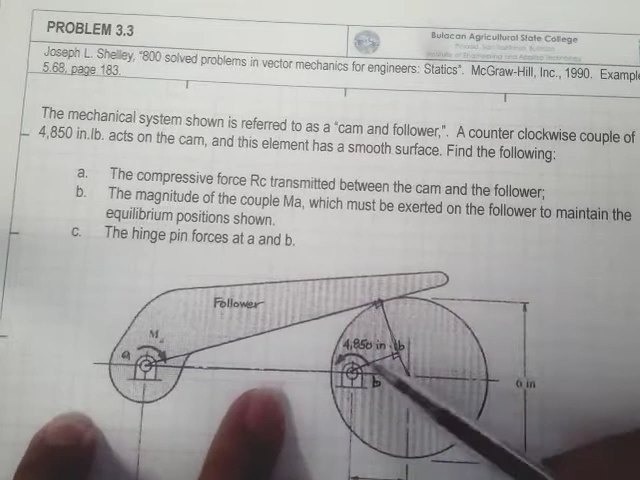 PROBLEM 3.3
Bulacan Agricultural State College
Joseph L. Shelley, "800 solved problems in vector mechanics for engineers: Statics". McGraw-Hill, Inc., 1990. Example
5.68, page 183.
The mechanical system shown is referred to as a "cam and follower,". A counter clockwise couple of
4,850 in.lb. acts on the cam, and this element has a smooth surface. Find the following:
a. The compressive force Rc transmitted between the cam and the follower;
b. The magnitude of the couple Ma, which must be exerted on the follower to maintain the
equilibrium positions shown.
c. The hinge pin forces at a and b.
Follower
Ma
a
4,850 in·lb
b
6 in